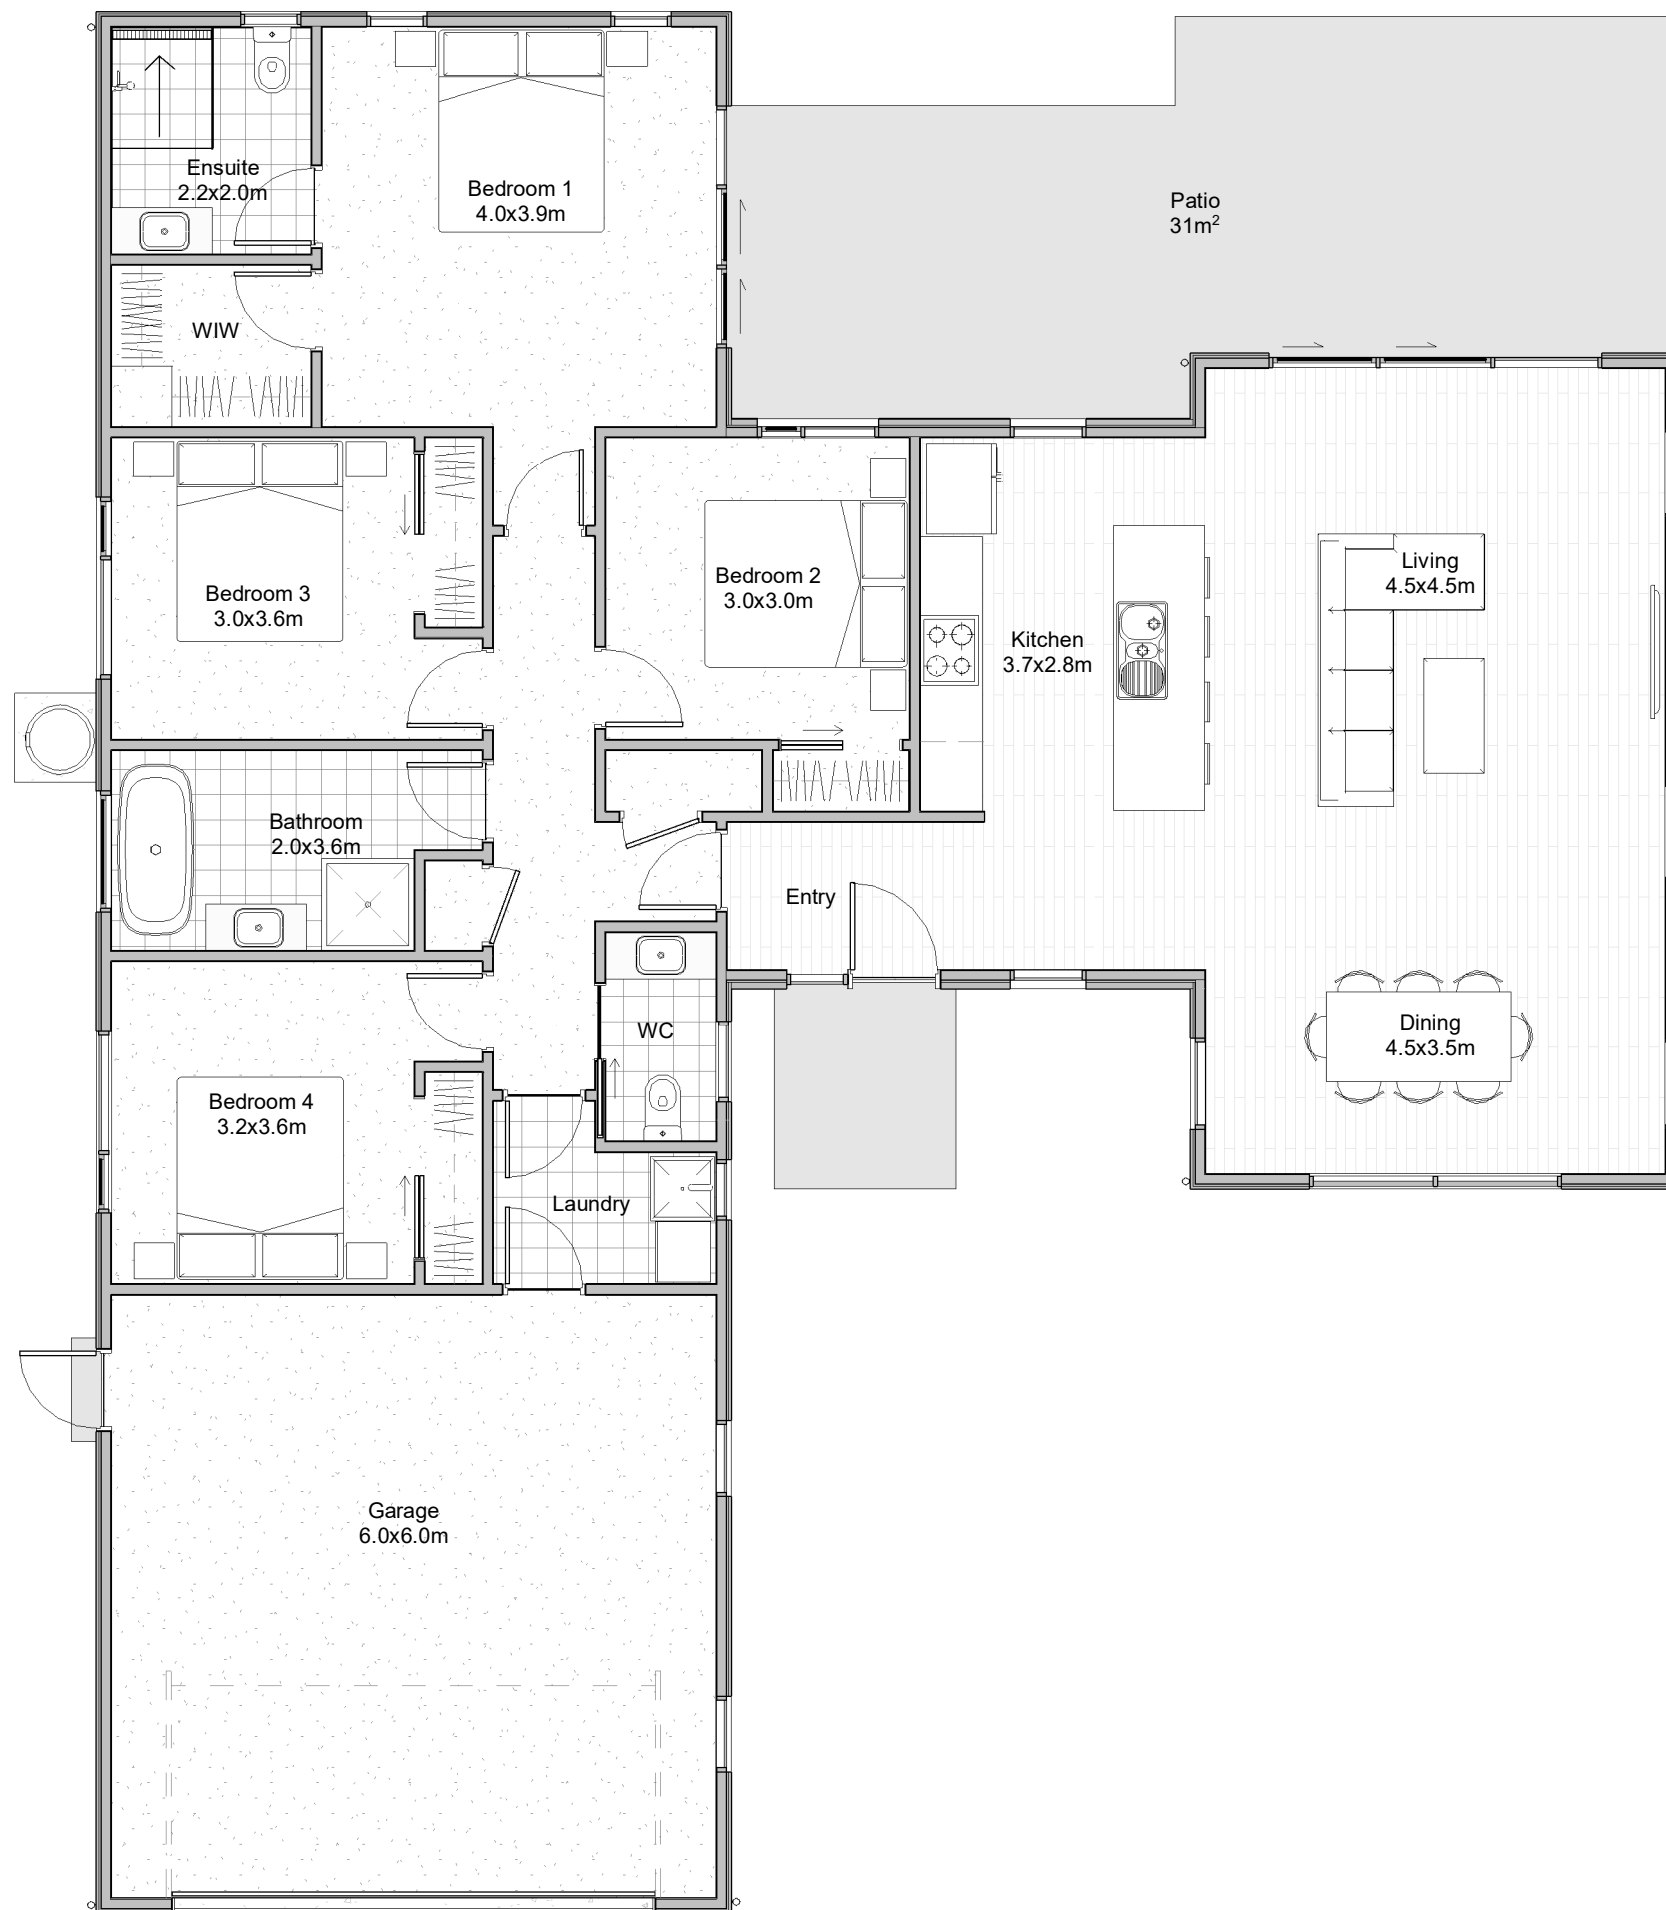 Ensuite
2.2x2.0m
Bedroom 1
4.0x3.9m
Patio
31m²
WIW
Bedroom 3
3.0x3.6m
Bedroom 2
3.0x3.0m
Living
4.5x4.5m
Kitchen
3.7x2.8m
Bathroom
2.0x3.6m
Entry
WC
Dining
4.5x3.5m
Bedroom 4
3.2x3.6m
Laundry
Garage
6.0x6.0m